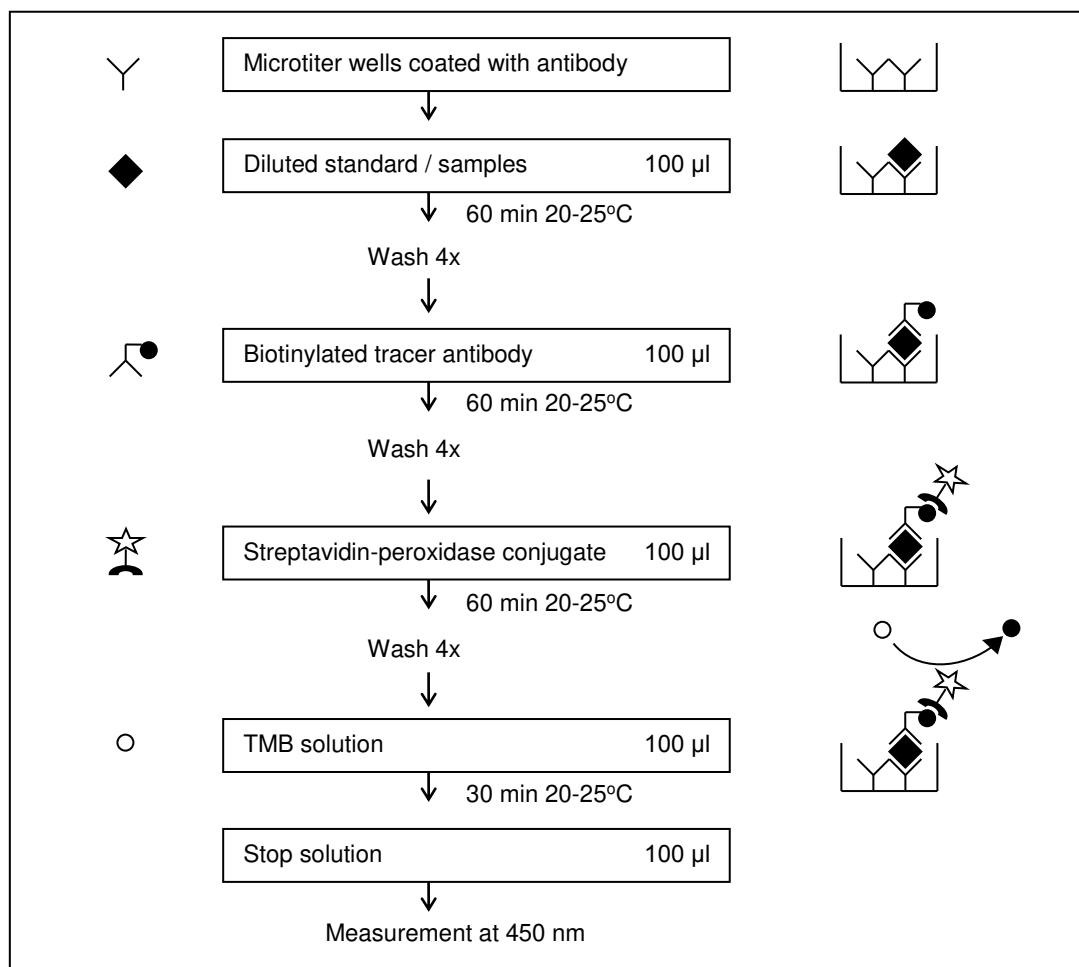 Microtiter wells coated with antibody
Diluted standard / samples 100 µl
60 min 20-25°C
Wash 4x
Biotinylated tracer antibody 100 µl
60 min 20-25°C
Wash 4x
Streptavidin-peroxidase conjugate 100 µl
60 min 20-25°C
Wash 4x
TMB solution 100 µl
30 min 20-25°C
Stop solution 100 µl
Measurement at 450 nm